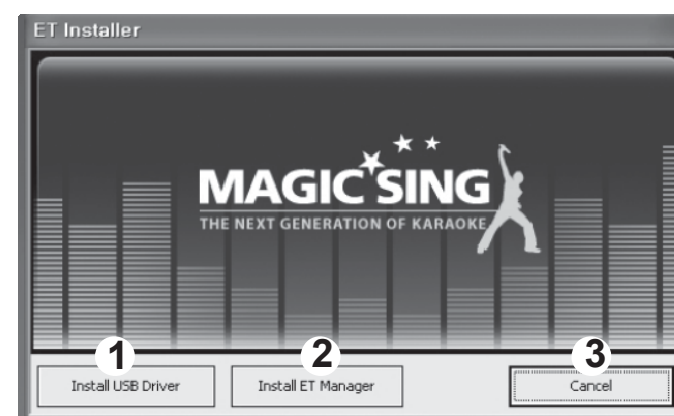 ET Installer
MAGIC SING
THE NEXT GENERATION OF KARAOKE
1 2 3
Install USB Driver Install ET Manager Cancel